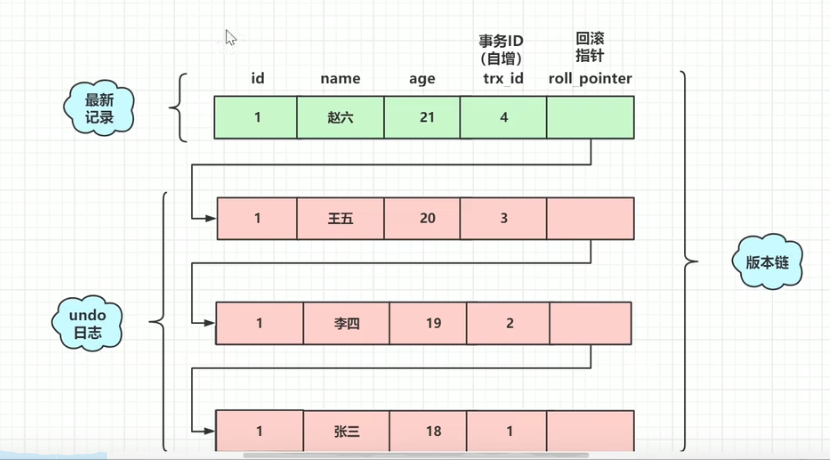 事务ID
(自增)
回滚
指针
id name age trx_id roll_pointer
最新
记录
1 赵六 21 4
1 王五 20 3
版本链
undo
日志
1 李四 19 2
1 张三 18 1